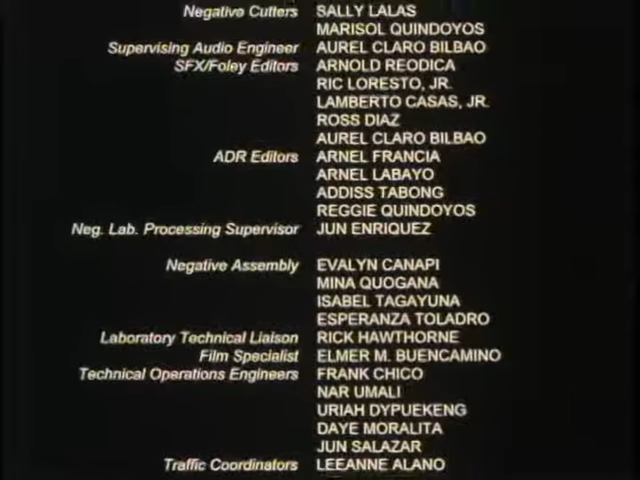 Negative Cutters SALLY LALAS
MARISOL QUINDOYOS
Supervising Audio Engineer AUREL CLARO BILBAO
SFX/Foley Editors ARNOLD REODICA
RIC LORESTO, JR.
LAMBERTO CASAS, JR.
ROSS DIAZ
AUREL CLARO BILBAO
ADR Editors ARNEL FRANCIA
ARNEL LABAYO
ADDISS TABONG
REGGIE QUINDOYOS
Neg. Lab. Processing Supervisor JUN ENRIQUEZ
Negative Assembly EVALYN CANAPI
MINA QUOGANA
ISABEL TAGAYUNA
ESPERANZA TOLADRO
Laboratory Technical Liaison RICK HAWTHORNE
Film Specialist ELMER M. BUENCAMINO
Technical Operations Engineers FRANK CHICO
NAR UMALI
URIAH DYPUEKENG
DAYE MORALITA
JUN SALAZAR
Traffic Coordinators LEEANNE ALANO